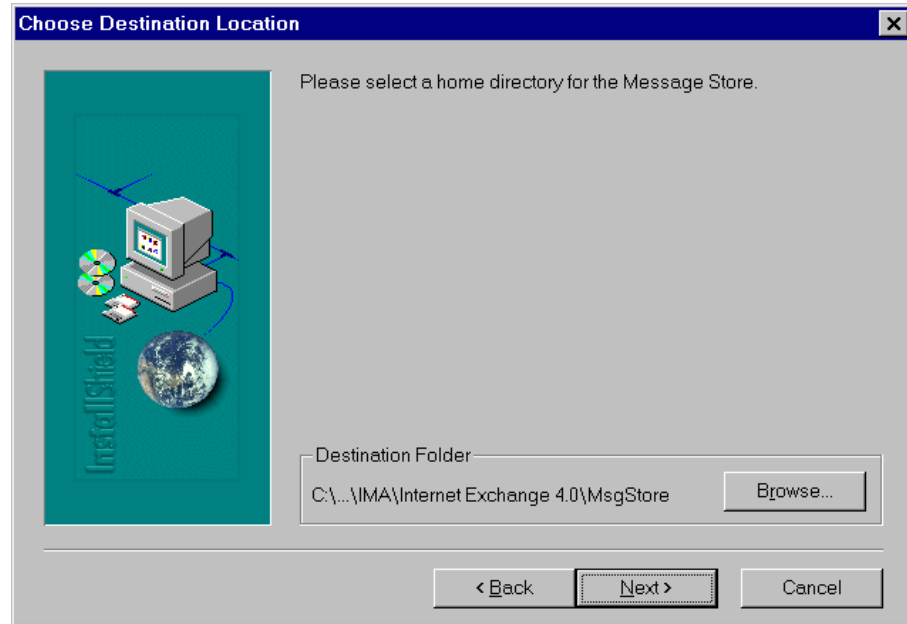 Choose Destination Location
Please select a home directory for the Message Store.
InstallShield
Destination Folder
C:\...\IMA\Internet Exchange 4.0\MsgStore
Browse...
< Back
Next >
Cancel